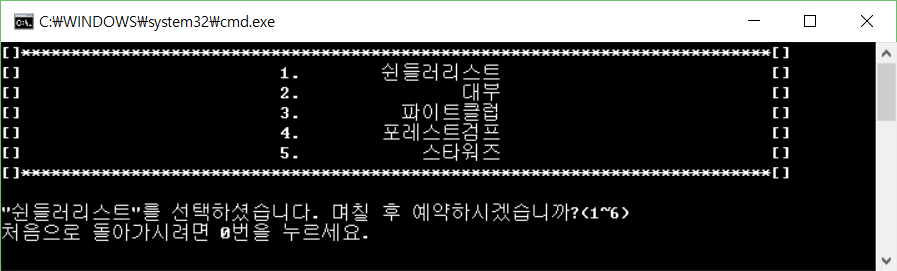 C:₩WINDOWS₩system32₩cmd.exe
[]***************************************************************************[]
[] 1. 쉰들러리스트 []
[] 2. 대부 []
[] 3. 파이트클럽 []
[] 4. 포레스트검프 []
[] 5. 스타워즈 []
[]***************************************************************************[]
"쉰들러리스트"를 선택하셨습니다. 며칠 후 예약하시겠습니까?(1~6)
처음으로 돌아가시려면 0번을 누르세요.